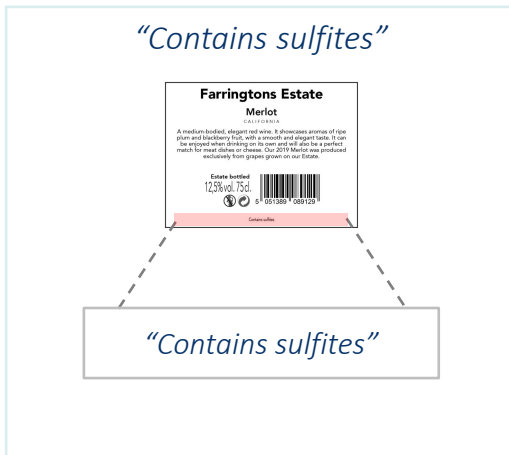 “Contains sulfites”
Farringtons Estate
Merlot
CALIFORNIA
A medium-bodied, elegant red wine. It showcases aromas of ripe
plum and blackberry fruit, with a smooth and elegant taste. It can
be enjoyed when drinking on its own and will also be a perfect
match for meat dishes or cheese. Our 2019 Merlot was produced
exclusively from grapes grown on our Estate.
Estate bottled
12,5% vol. 75 cl.
5 051389 089129
Contains sulfites
“Contains sulfites”